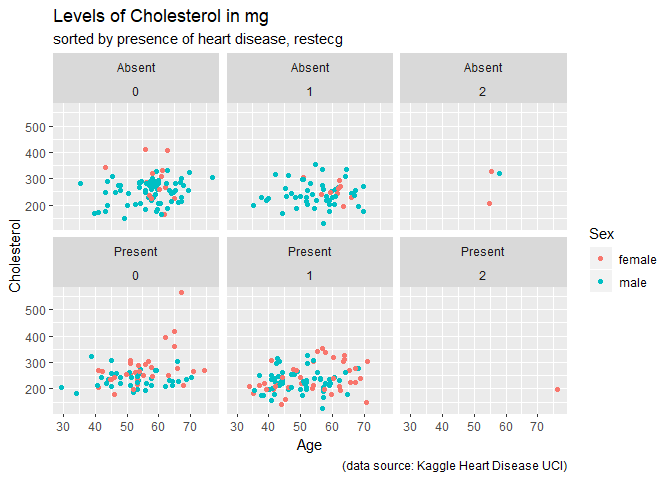 Levels of Cholesterol in mg
sorted by presence of heart disease, restecg
Absent Absent Absent
0 1 2
500
400
300
200
Present Present Present
0 1 2
500
400
300
200
Cholesterol
30 40 50 60 70 30 40 50 60 70 30 40 50 60 70
Age
Sex
female
male
(data source: Kaggle Heart Disease UCI)